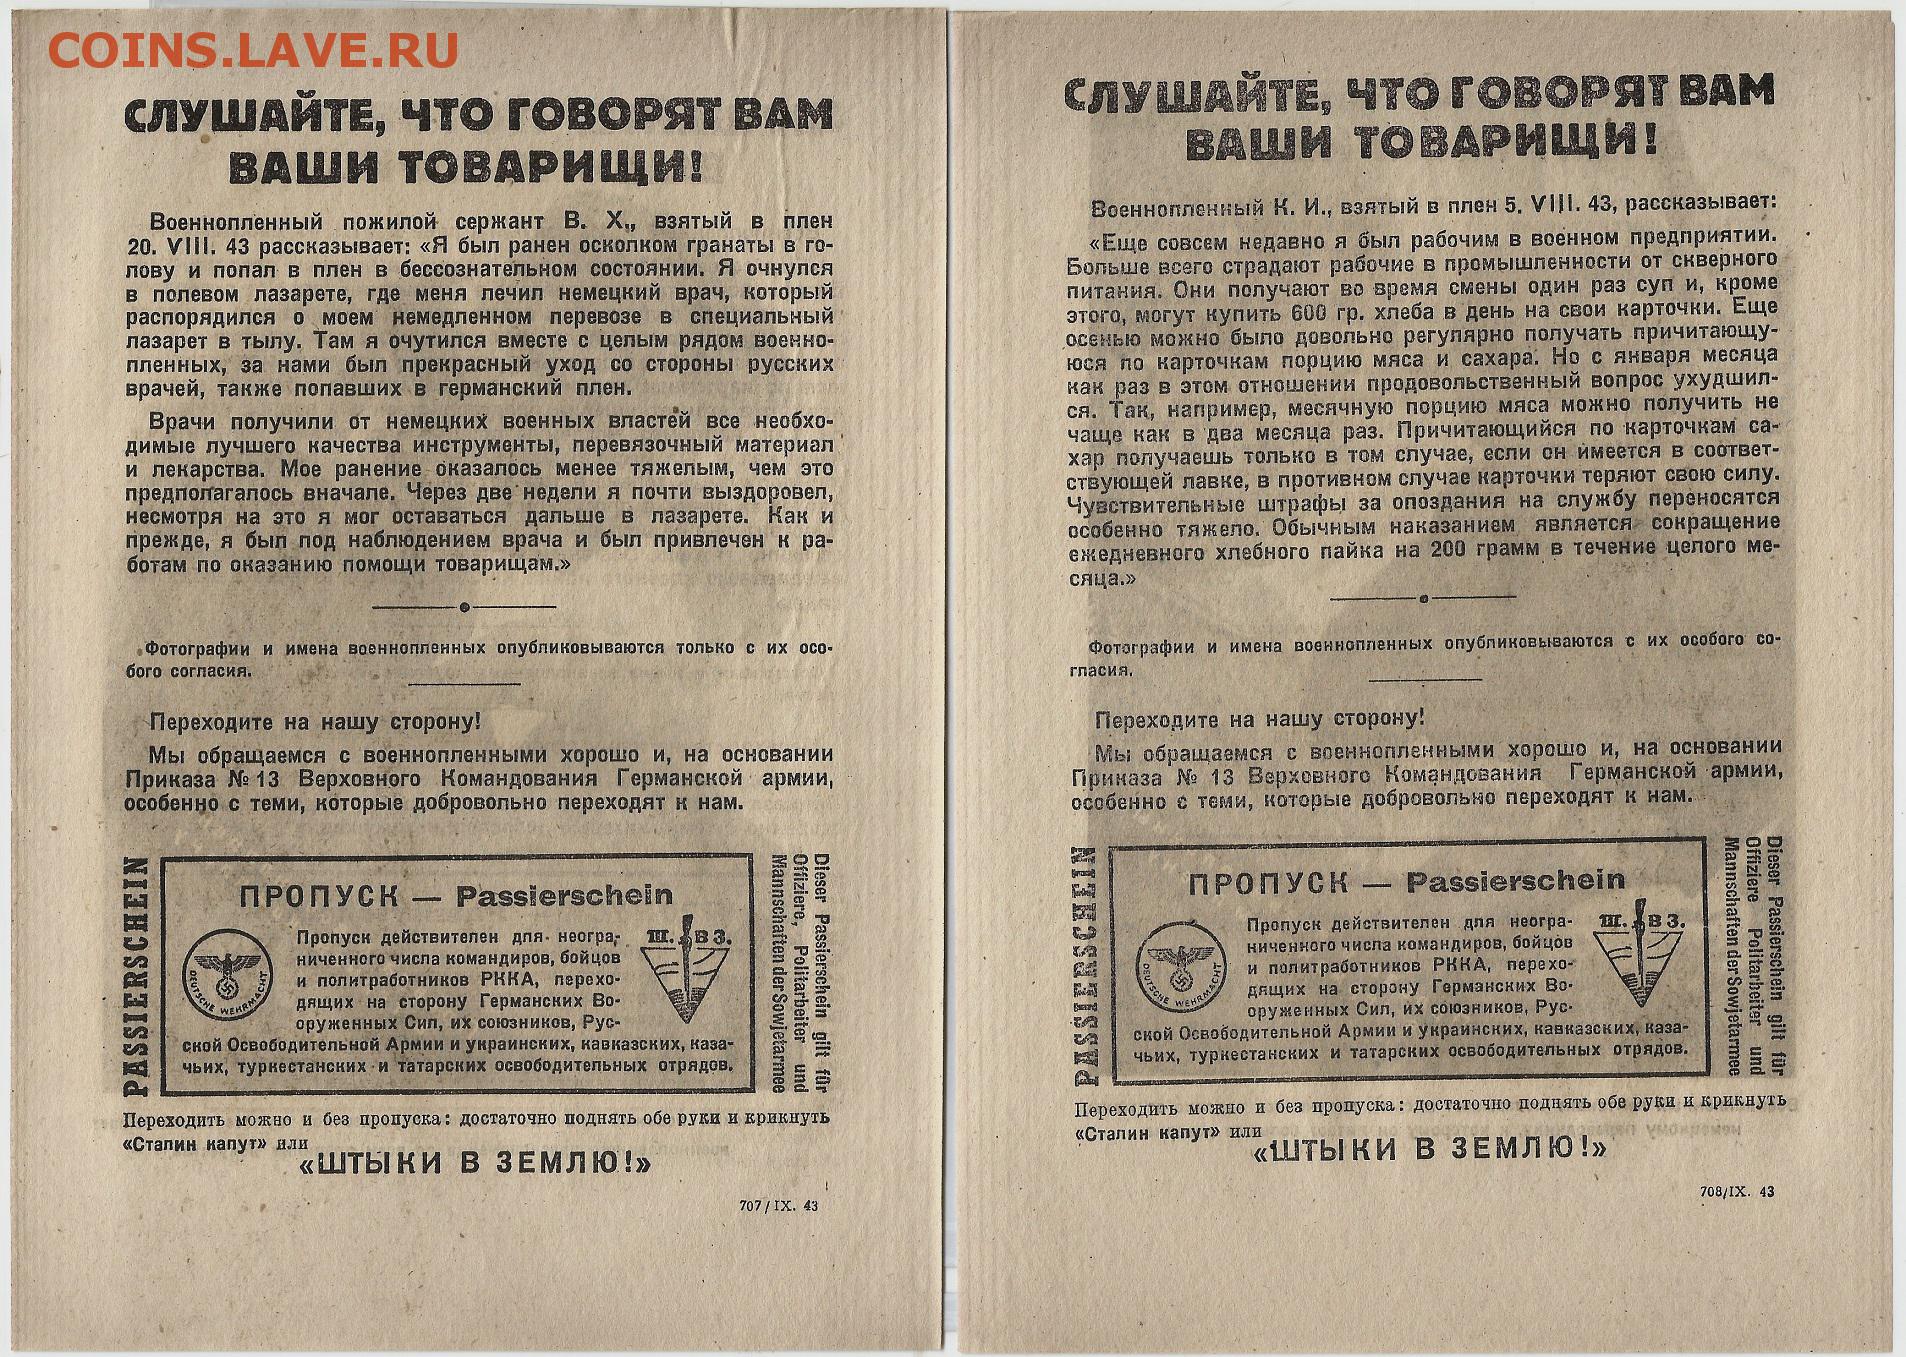 COINS.LAVE.RU
СЛУШАЙТЕ, ЧТО ГОВОРЯТ ВАМ
ВАШИ ТОВАРИЩИ!
Военнопленный пожилой сержант В. Х., взятый в плен
20. VIII. 43 рассказывает: «Я был ранен осколком гранаты в го-
лову и попал в плен в бессознательном состоянии. Я очнулся
в полевом лазарете, где меня лечил немецкий врач, который
распорядился о моем немедленном перевозе в специальный
лазарет в тылу. Там я очутился вместе с целым рядом военно-
пленных, за нами был прекрасный уход со стороны русских
врачей, также попавших в германский плен.
Врачи получили от немецких военных властей все необхо-
димые лучшего качества инструменты, перевязочный материал
и лекарства. Мое ранение оказалось менее тяжелым, чем это
предполагалось вначале. Через две недели я почти выздоровел,
несмотря на это я мог оставаться дальше в лазарете. Как и
прежде, я был под наблюдением врача и был привлечен к ра-
ботам по оказанию помощи товарищам.»
Фотографии и имена военнопленных опубликовываются только с их осо-
бого согласия.
Переходите на нашу сторону!
Мы обращаемся с военнопленными хорошо и, на основании
Приказа № 13 Верховного Командования Германской армии,
особенно с теми, которые добровольно переходят к нам.
PASSIERSCHEIN
ПРОПУСК — Passierschein
DEUTSCHE WEHRMACHT
Пропуск действителен для неогра-
ниченного числа командиров, бойцов
и политработников РККА, перехо-
дящих на сторону Германских Во-
оруженных Сил, их союзников, Рус-
ской Освободительной Армии и украинских, кавказских, каза-
чьих, туркестанских и татарских освободительных отрядов.
Ш. В З.
Dieser Passierschein gilt für
Offiziere, Politarbeiter und
Mannschaften der Sowjetarmee
Переходить можно и без пропуска: достаточно поднять обе руки и крикнуть
«Сталин капут» или
«ШТЫКИ В ЗЕМЛЮ!»
707/IX. 43
СЛУШАЙТЕ, ЧТО ГОВОРЯТ ВАМ
ВАШИ ТОВАРИЩИ!
Военнопленный К. И., взятый в плен 5. VIII. 43, рассказывает:
«Еще совсем недавно я был рабочим в военном предприятии.
Больше всего страдают рабочие в промышленности от скверного
питания. Они получают во время смены один раз суп и, кроме
этого, могут купить 600 гр. хлеба в день на свои карточки. Еще
осенью можно было довольно регулярно получать причитающу-
юся по карточкам порцию мяса и сахара. Но с января месяца
как раз в этом отношении продовольственный вопрос ухудшил-
ся. Так, например, месячную порцию мяса можно получить не
чаще как в два месяца раз. Причитающийся по карточкам са-
хар получаешь только в том случае, если он имеется в соответ-
ствующей лавке, в противном случае карточки теряют свою силу.
Чувствительные штрафы за опоздания на службу переносятся
особенно тяжело. Обычным наказанием является сокращение
ежедневного хлебного пайка на 200 грамм в течение целого ме-
сяца.»
Фотографии и имена военнопленных опубликовываются с их особого со-
гласия.
Переходите на нашу сторону!
Мы обращаемся с военнопленными хорошо и, на основании
Приказа № 13 Верховного Командования Германской армии,
особенно с теми, которые добровольно переходят к нам.
PASSIERSCHEIN
ПРОПУСК — Passierschein
DEUTSCHE WEHRMACHT
Пропуск действителен для неогра-
ниченного числа командиров, бойцов
и политработников РККА, перехо-
дящих на сторону Германских Во-
оруженных Сил, их союзников, Рус-
ской Освободительной Армии и украинских, кавказских, каза-
чьих, туркестанских и татарских освободительных отрядов.
Ш. В З.
Dieser Passierschein gilt für
Offiziere Politarbeiter und
Mannschaften der Sowjetarmee
Переходить можно и без пропуска: достаточно поднять обе руки и крикнуть
«Сталин капут» или
«ШТЫКИ В ЗЕМЛЮ!»
708/IX. 43